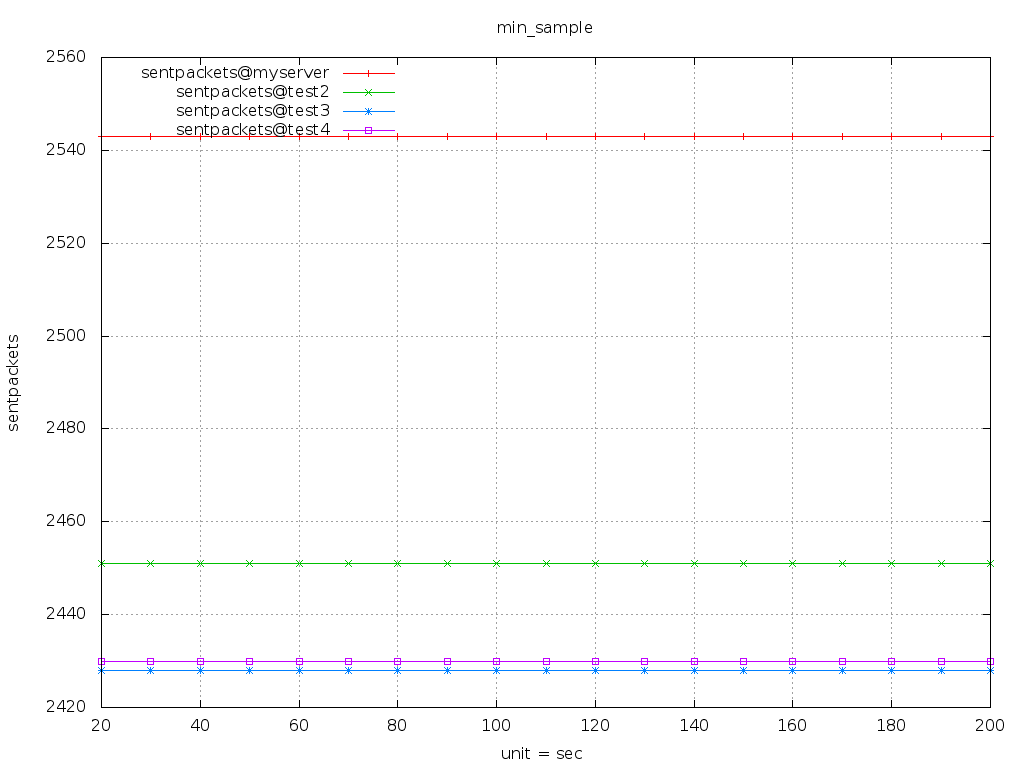 min_sample
2560
sentpackets@myserver
sentpackets@test2
sentpackets@test3
sentpackets@test4
2540
2520
2500
sentpackets
2480
2460
2440
2420
20 40 60 80 100 120 140 160 180 200
unit = sec